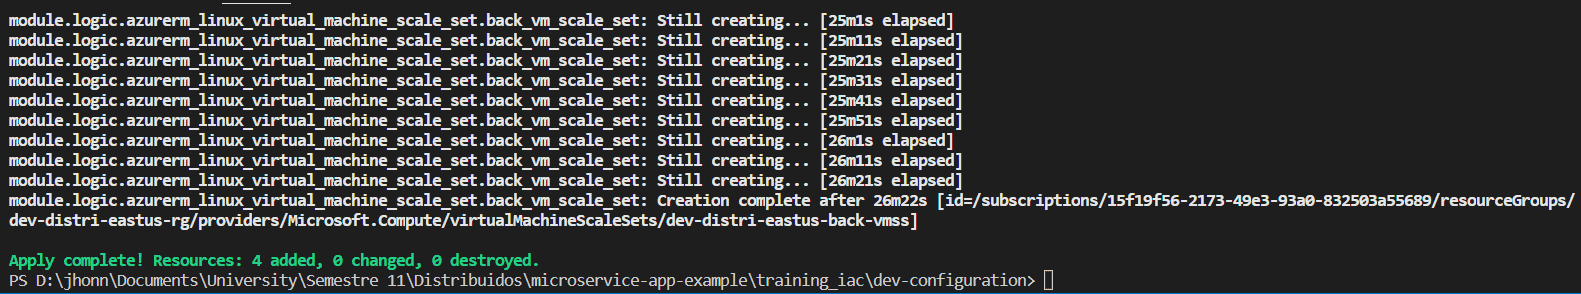 module.logic.azurerm_linux_virtual_machine_scale_set.back_vm_scale_set: Still creating... [25m1s elapsed]
module.logic.azurerm_linux_virtual_machine_scale_set.back_vm_scale_set: Still creating... [25m11s elapsed]
module.logic.azurerm_linux_virtual_machine_scale_set.back_vm_scale_set: Still creating... [25m21s elapsed]
module.logic.azurerm_linux_virtual_machine_scale_set.back_vm_scale_set: Still creating... [25m31s elapsed]
module.logic.azurerm_linux_virtual_machine_scale_set.back_vm_scale_set: Still creating... [25m41s elapsed]
module.logic.azurerm_linux_virtual_machine_scale_set.back_vm_scale_set: Still creating... [25m51s elapsed]
module.logic.azurerm_linux_virtual_machine_scale_set.back_vm_scale_set: Still creating... [26m1s elapsed]
module.logic.azurerm_linux_virtual_machine_scale_set.back_vm_scale_set: Still creating... [26m11s elapsed]
module.logic.azurerm_linux_virtual_machine_scale_set.back_vm_scale_set: Still creating... [26m21s elapsed]
module.logic.azurerm_linux_virtual_machine_scale_set.back_vm_scale_set: Creation complete after 26m22s [id=/subscriptions/15f19f56-2173-49e3-93a0-832503a55689/resourceGroups/
dev-distri-eastus-rg/providers/Microsoft.Compute/virtualMachineScaleSets/dev-distri-eastus-back-vmss]
Apply complete! Resources: 4 added, 0 changed, 0 destroyed.
PS D:\jhonn\Documents\University\Semestre 11\Distribuidos\microservice-app-example\training_iac\dev-configuration>